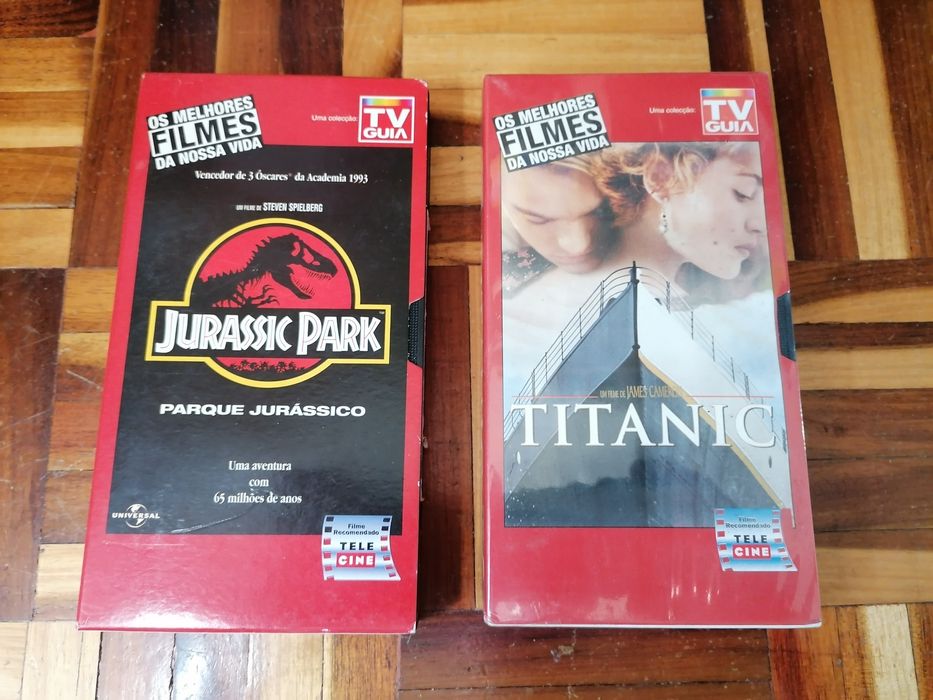 OS MELHORES
FILMES
DA NOSSA VIDA
Uma colecção:
TV
GUIA
Vencedor de 3 Óscares® da Academia 1993
UM FILME DE STEVEN SPIELBERG
JURASSIC PARK
TM
PARQUE JURÁSSICO
Uma aventura
com
65 milhões de anos
UNIVERSAL
Filme
Recomendado
TELE
CINE
OS MELHORES
FILMES
DA NOSSA VIDA
Uma colecção:
TV
GUIA
UM FILME DE JAMES CAMERON
TITANIC
Filme
Recomendado
TELE
CINE